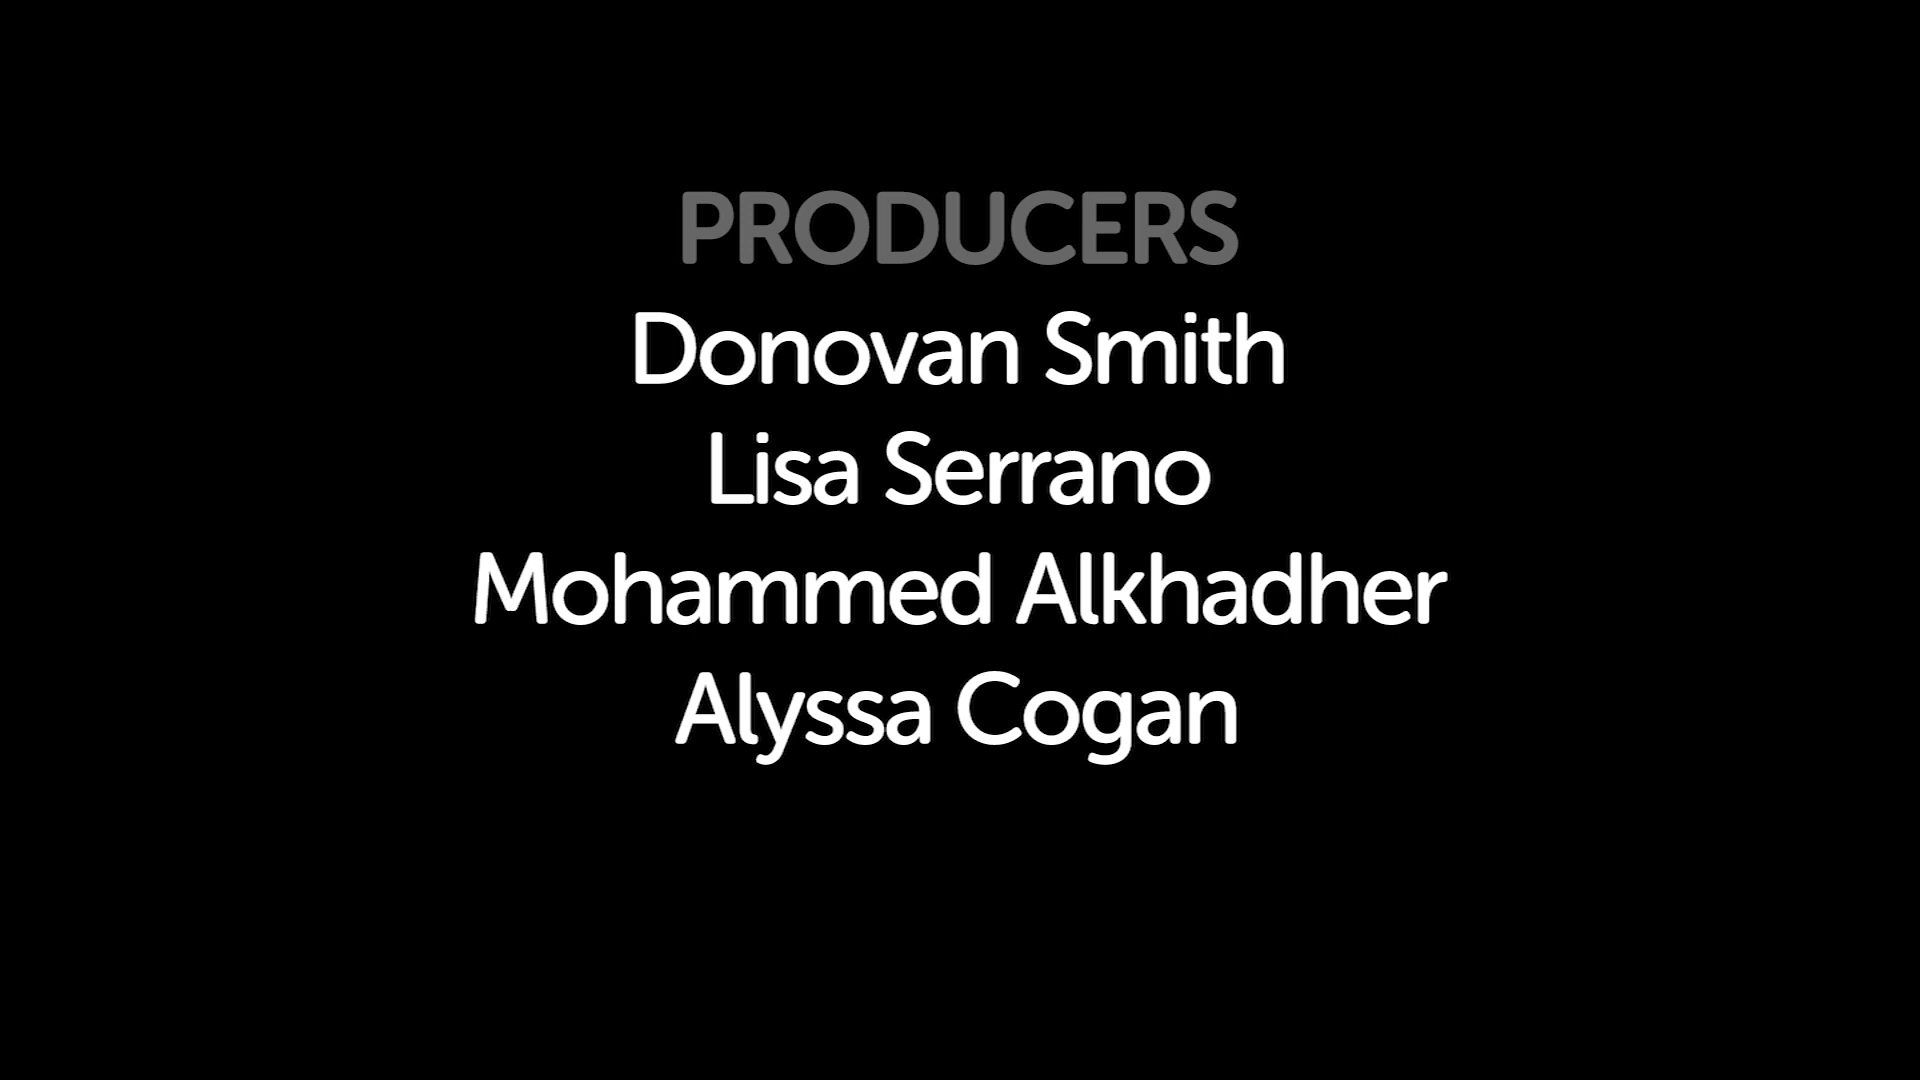 PRODUCERS
Donovan Smith
Lisa Serrano
Mohammed Alkhadher
Alyssa Cogan